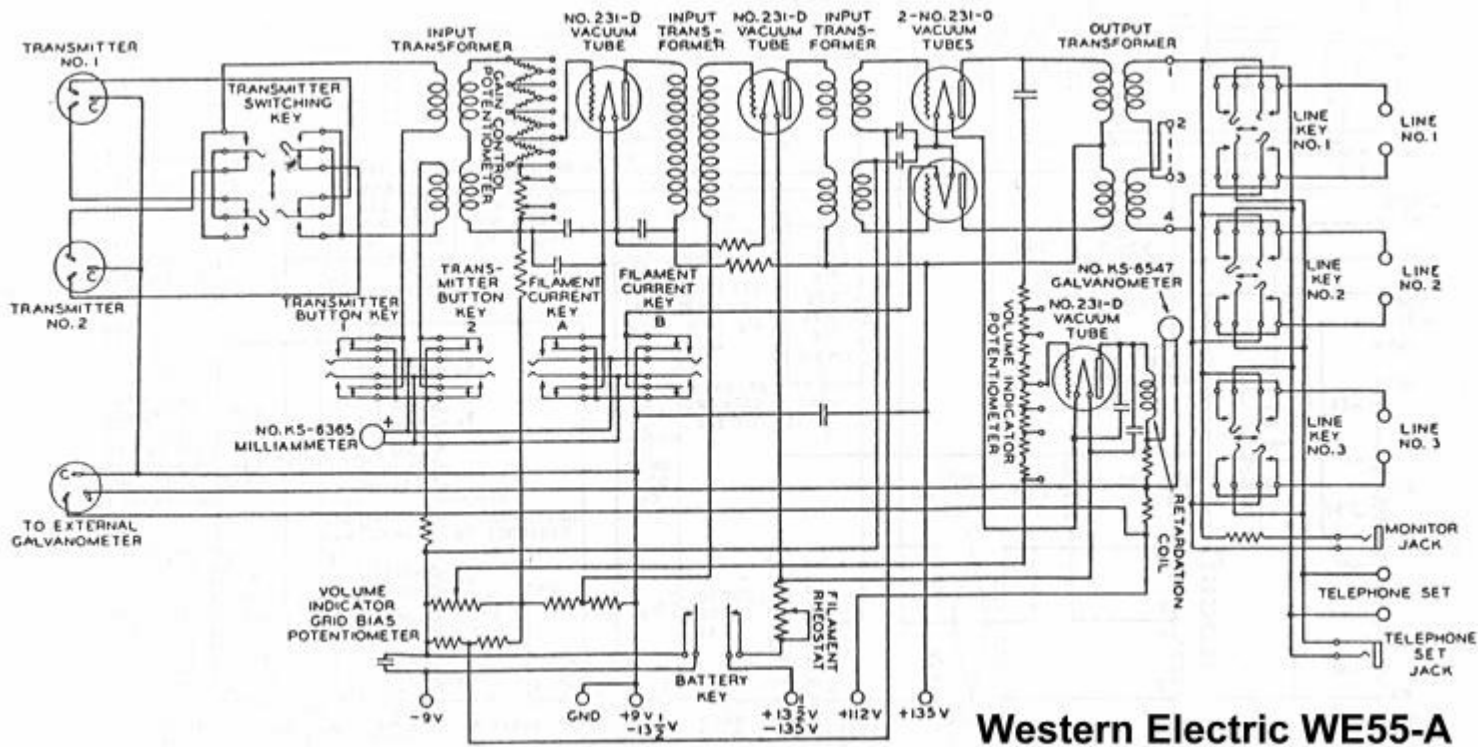 TRANSMITTER
NO. 1
INPUT
TRANSFORMER
NO. 231-D
VACUUM
TUBE
INPUT
TRANS-
FORMER
NO. 231-D
VACUUM
TUBE
INPUT
TRANS-
FORMER
2-NO. 231-D
VACUUM
TUBES
OUTPUT
TRANSFORMER
TRANSMITTER
SWITCHING
KEY
GAIN CONTROL
POTENTIOMETER
1
2
3
4
LINE
KEY
NO. 1
LINE
NO. 1
TRANSMITTER
NO. 2
TRANSMITTER
BUTTON KEY
1
TRANS-
MITTER
BUTTON
KEY
2
FILAMENT
CURRENT
KEY
A
FILAMENT
CURRENT
KEY
B
VOLUME INDICATOR
POTENTIOMETER
NO. KS-6547
GALVANOMETER
NO. 231-D
VACUUM
TUBE
LINE
KEY
NO. 2
LINE
NO. 2
NO. KS-6365
MILLIAMMETER
+
LINE
KEY
NO. 3
LINE
NO. 3
C
TO EXTERNAL
GALVANOMETER
RETARDATION
COIL
MONITOR
JACK
TELEPHONE SET
TELEPHONE
SET
JACK
VOLUME
INDICATOR
GRID BIAS
POTENTIOMETER
FILAMENT
RHEOSTAT
BATTERY
KEY
-9V
GND
+9V
-13½V
+13½V
-135V
+112V
+135V
Western Electric WE55-A